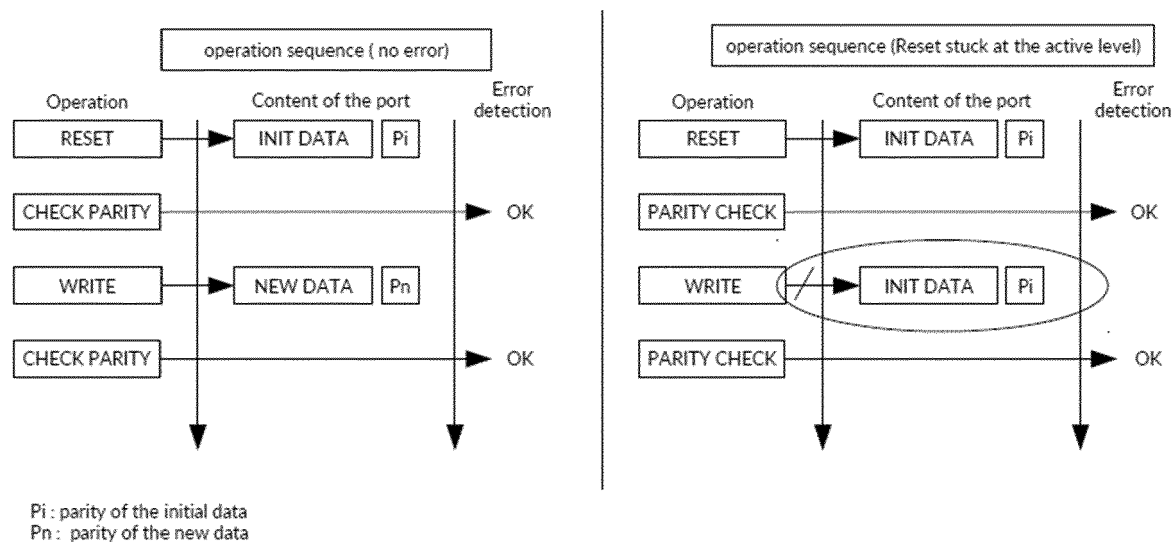 operation sequence ( no error)
Operation
Content of the port
Error
detection
RESET
INIT DATA
Pi
CHECK PARITY
OK
WRITE
NEW DATA
Pn
CHECK PARITY
OK
operation sequence (Reset stuck at the active level)
Operation
Content of the port
Error
detection
RESET
INIT DATA
Pi
PARITY CHECK
OK
WRITE
INIT DATA
Pi
PARITY CHECK
OK
Pi : parity of the initial data
Pn : parity of the new data